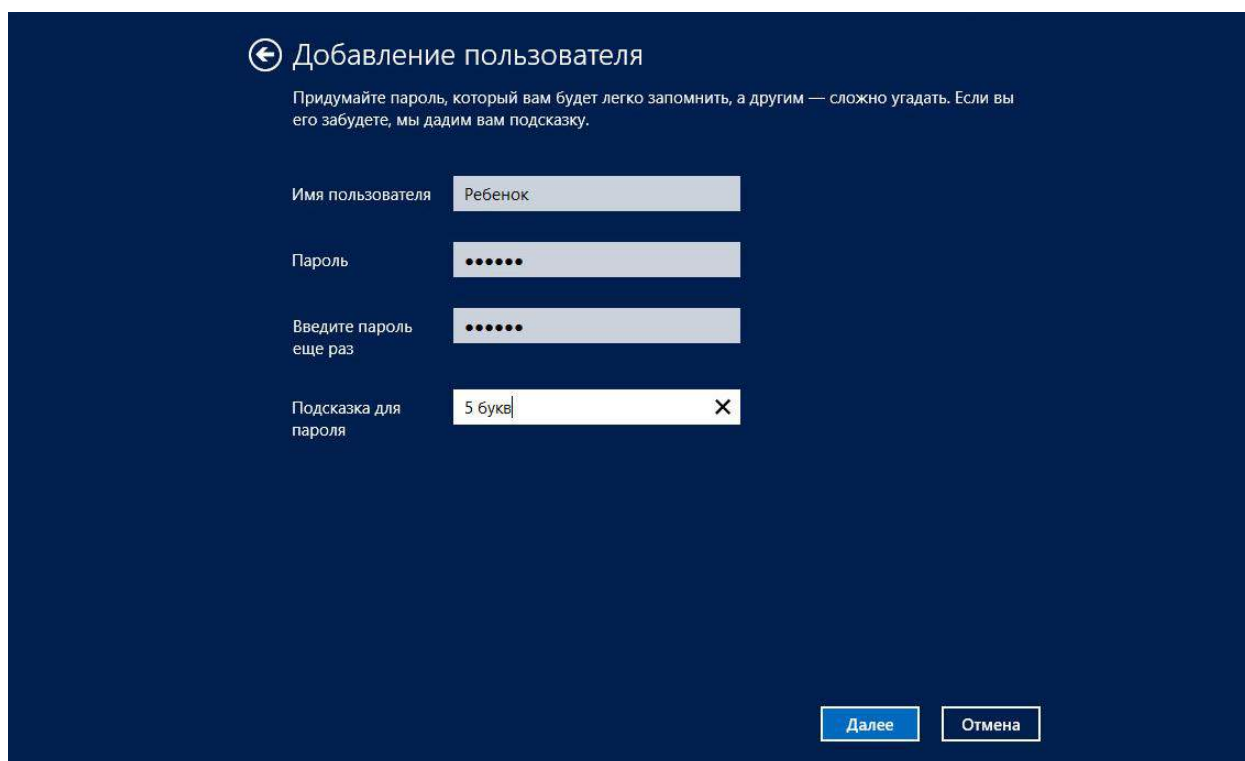 Добавление пользователя
Придумайте пароль, который вам будет легко запомнить, а другим — сложно угадать. Если вы
его забудете, мы дадим вам подсказку.
Имя пользователя Ребенок
Пароль ••••••
Введите пароль ••••••
еще раз
Подсказка для 5 букв
пароля
Далее Отмена